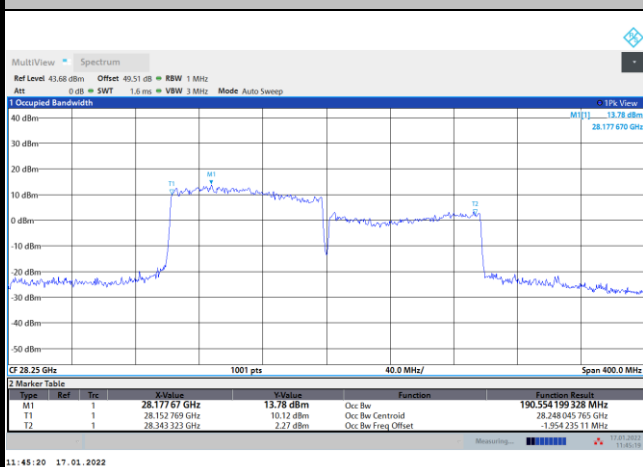 MultiView Spectrum
Ref Level 43.68 dBm Offset 49.51 dB RBW 1 MHz
Att 0 dB SWT 1.6 ms VBW 3 MHz Mode Auto Sweep
1 Occupied Bandwidth 1Pk View
M1[1] 13.78 dBm
28.177 670 GHz
40 dBm
30 dBm
20 dBm
M1
T1
10 dBm
T2
0 dBm
-10 dBm
-20 dBm
-30 dBm
-40 dBm
-50 dBm
CF 28.25 GHz 1001 pts 40.0 MHz/ Span 400.0 MHz
2 Marker Table
Type Ref Trc X-Value Y-Value Function Function Result
M1 1 28.177 67 GHz 13.78 dBm Occ Bw 190.554 199 328 MHz
T1 1 28.152 769 GHz 10.12 dBm Occ Bw Centroid 28.248 045 765 GHz
T2 1 28.343 323 GHz 2.27 dBm Occ Bw Freq Offset -1.954 235 11 MHz
Measuring... 17.01.2022
11:45:19
11:45:20 17.01.2022